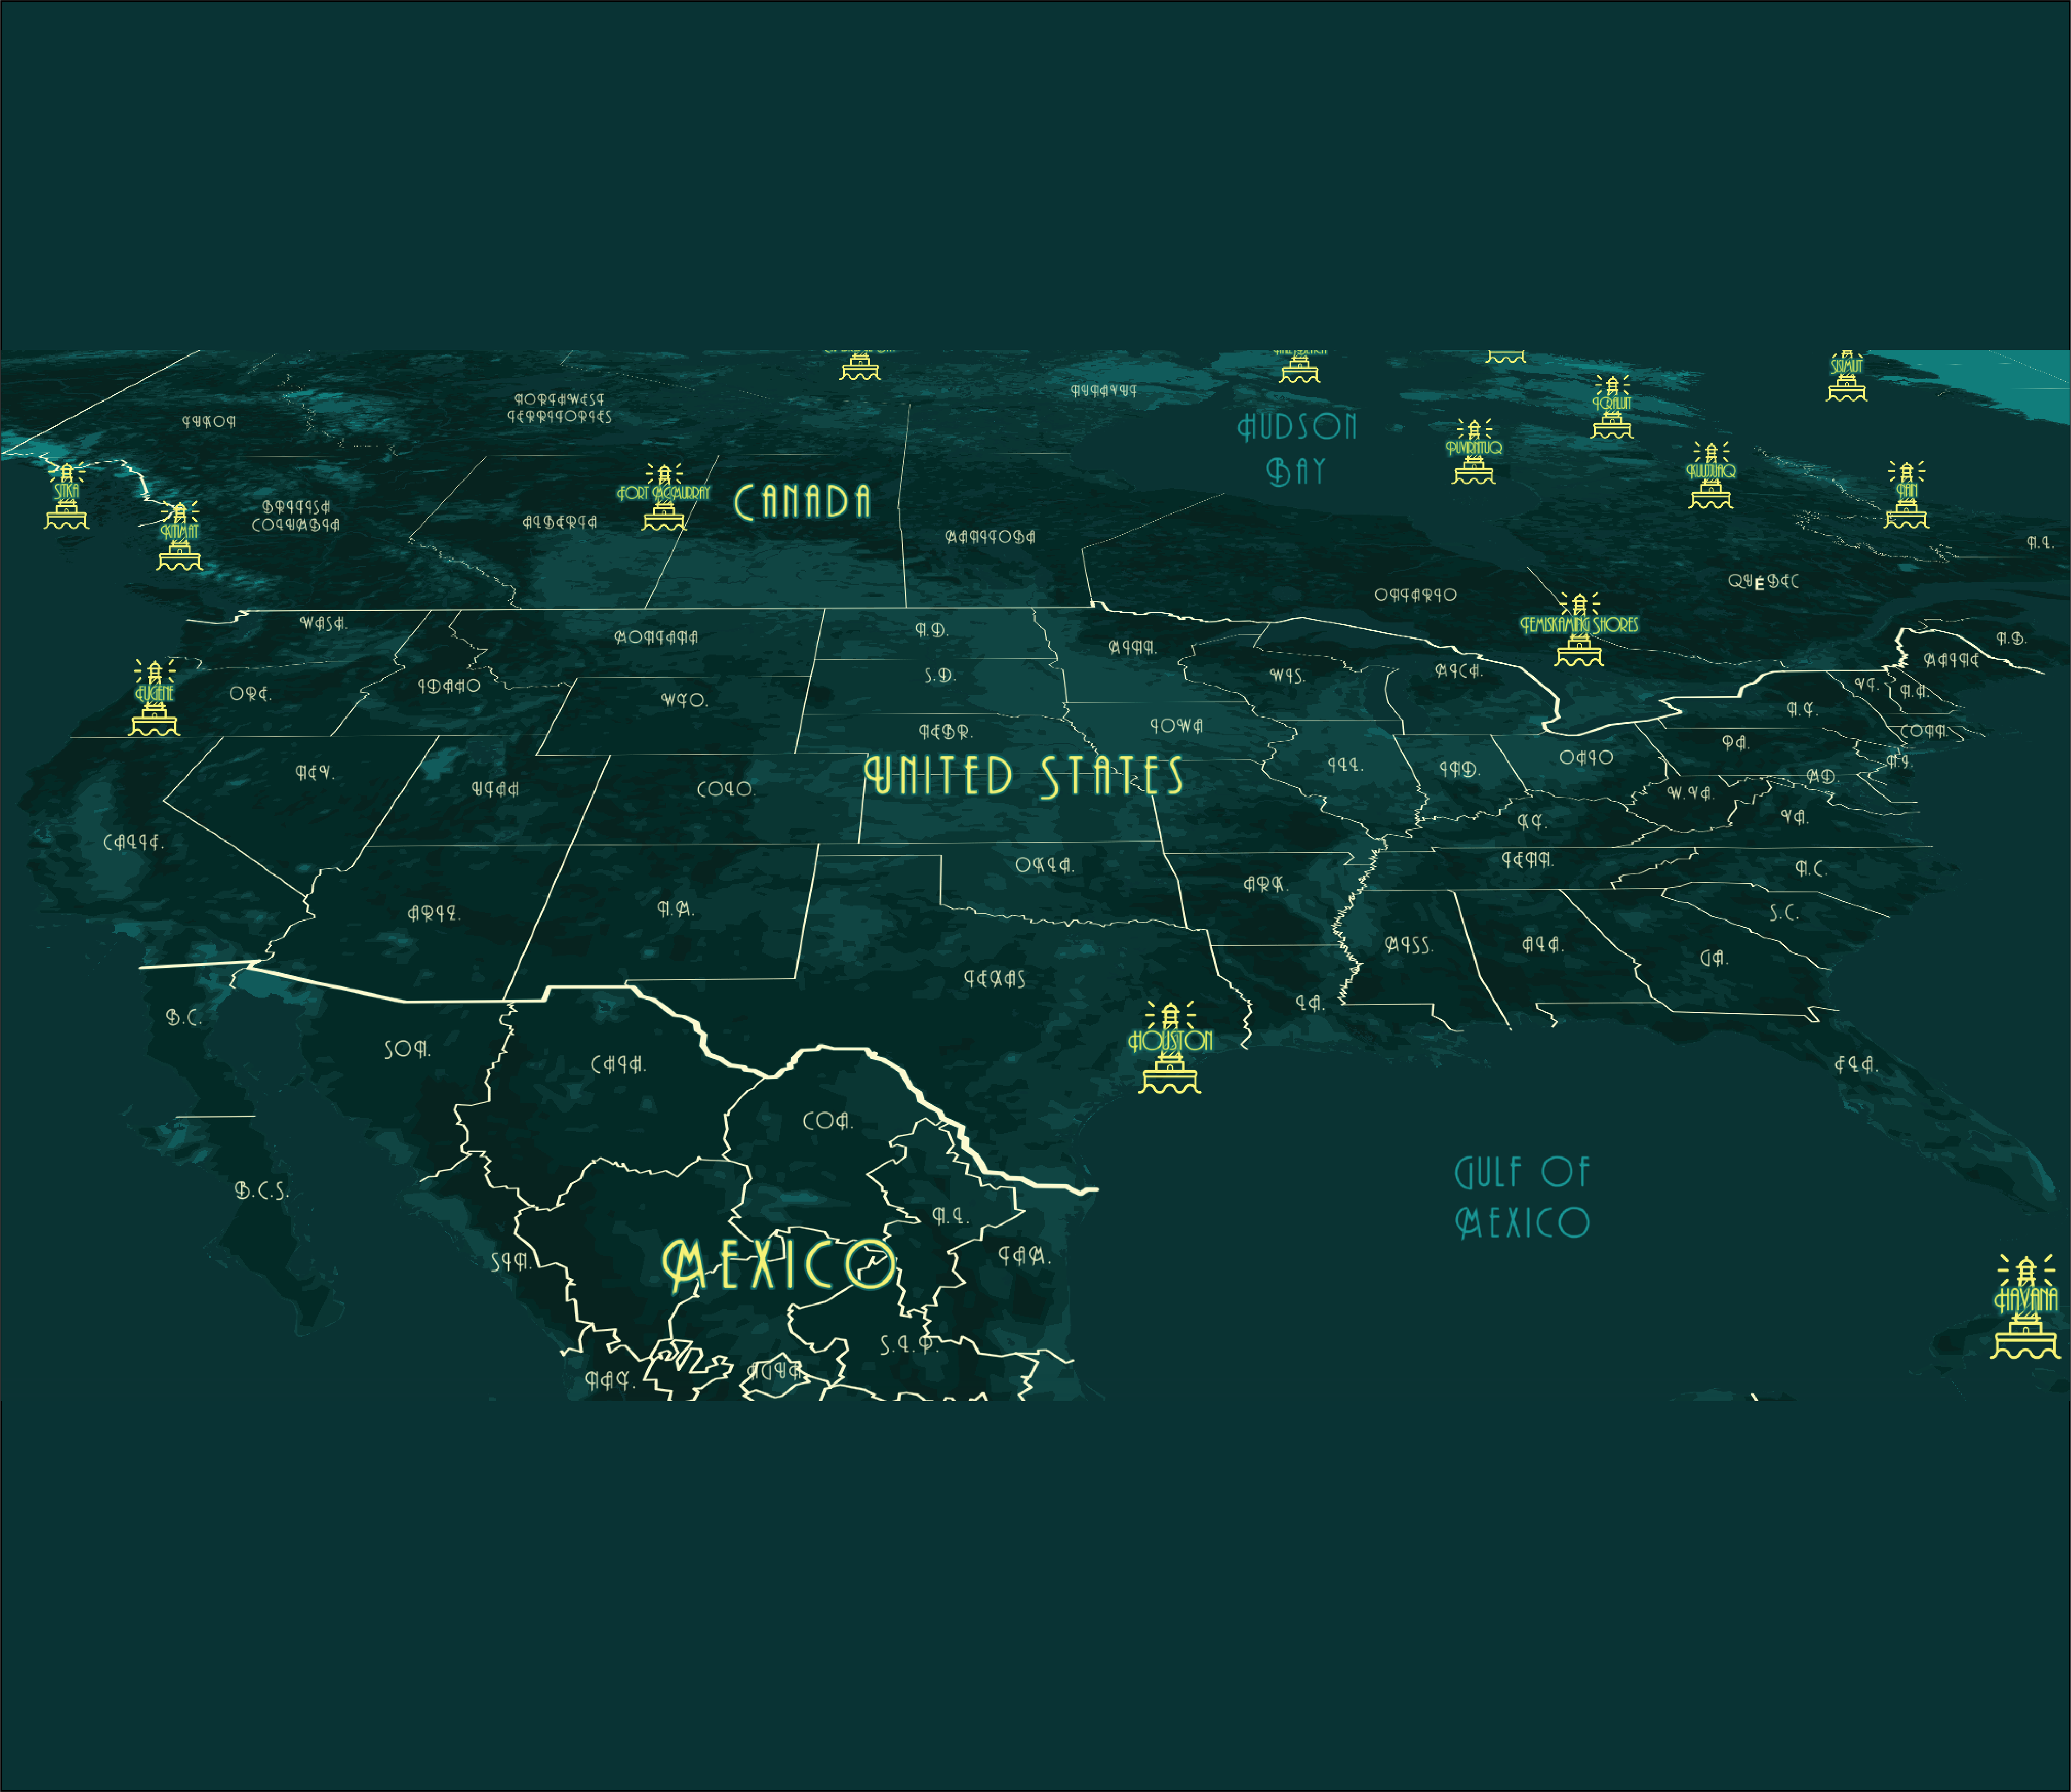 SISIMIUT
NUNAVUT
NORTHWEST
TERRITORIES
IQALUIT
YUKON
HUDSON
BAY
PUVIRNITUQ
KUUJJUAQ
SITKA
FORT MCMURRAY
CANADA
NAIN
BRITISH
COLUMBIA
ALBERTA
KITIMAT
MANITOBA
N.L.
QUÉBEC
ONTARIO
WASH.
TEMISKAMING SHORES
MONTANA
N.D.
N.B.
MINN.
MAINE
EUGENE
ORE.
IDAHO
S.D.
WIS.
MICH.
VT.
N.H.
WYO.
N.Y.
NEBR.
IOWA
CONN.
PA.
OHIO
NEV.
UTAH
COLO.
UNITED STATES
ILL.
IND.
N.J.
MD.
W.VA.
VA.
KY.
CALIF.
OKLA.
TENN.
N.C.
ARK.
ARIZ.
N.M.
S.C.
MISS.
ALA.
GA.
TEXAS
LA.
B.C.
SON.
CHIH.
HOUSTON
FLA.
COA.
GULF OF
MEXICO
B.C.S.
N.L.
SIN.
MEXICO
TAM.
HAVANA
S.L.P.
NAY.
AGUA.